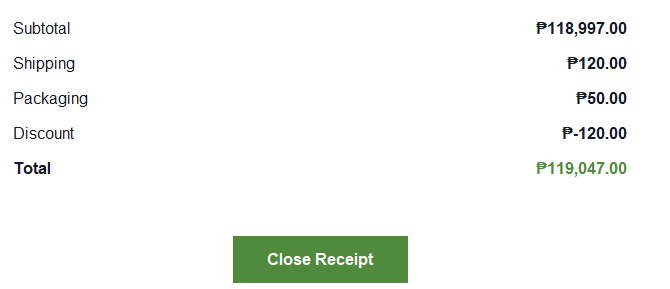 Subtotal ₱118,997.00
Shipping ₱120.00
Packaging ₱50.00
Discount ₱-120.00
Total ₱119,047.00
Close Receipt